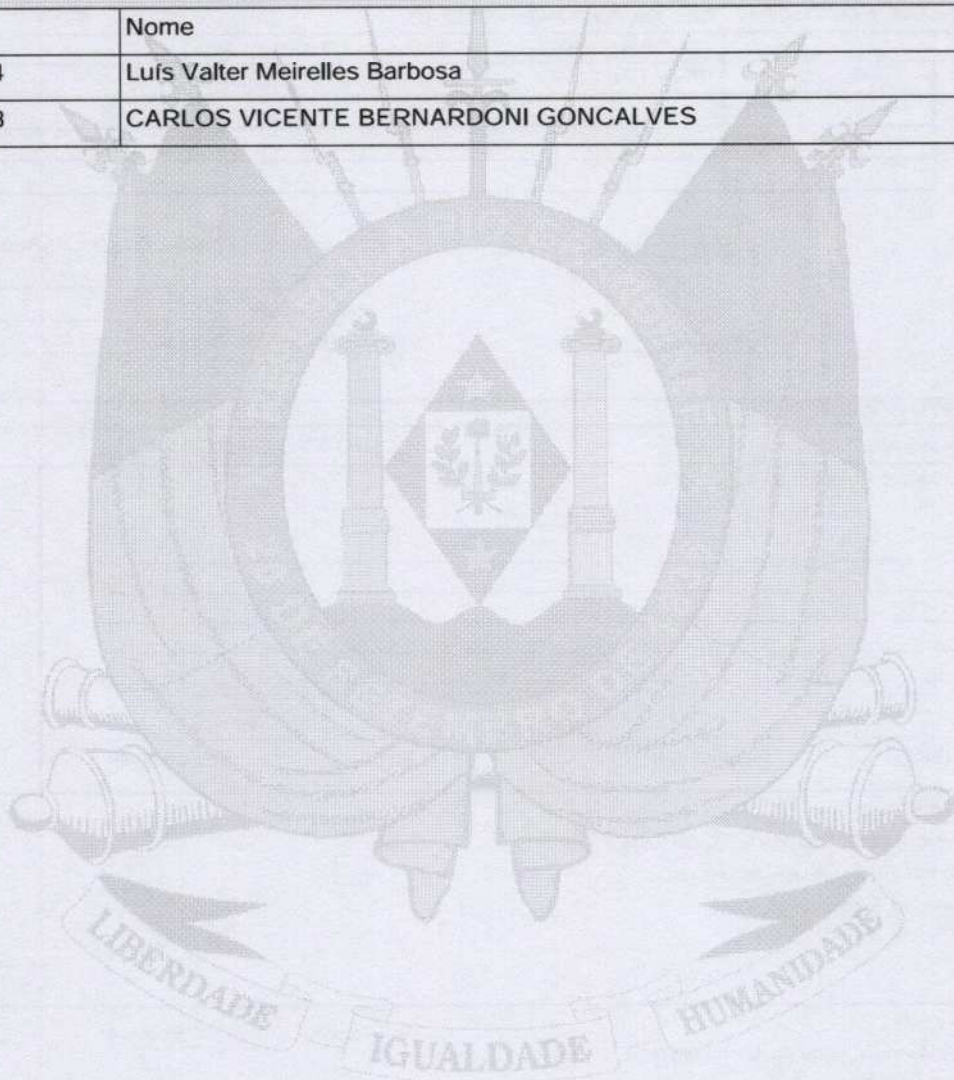 Nome
4 Luís Valter Meirelles Barbosa
3 CARLOS VICENTE BERNARDONI GONCALVES
LIBERDADE
IGUALDADE
HUMANIDADE